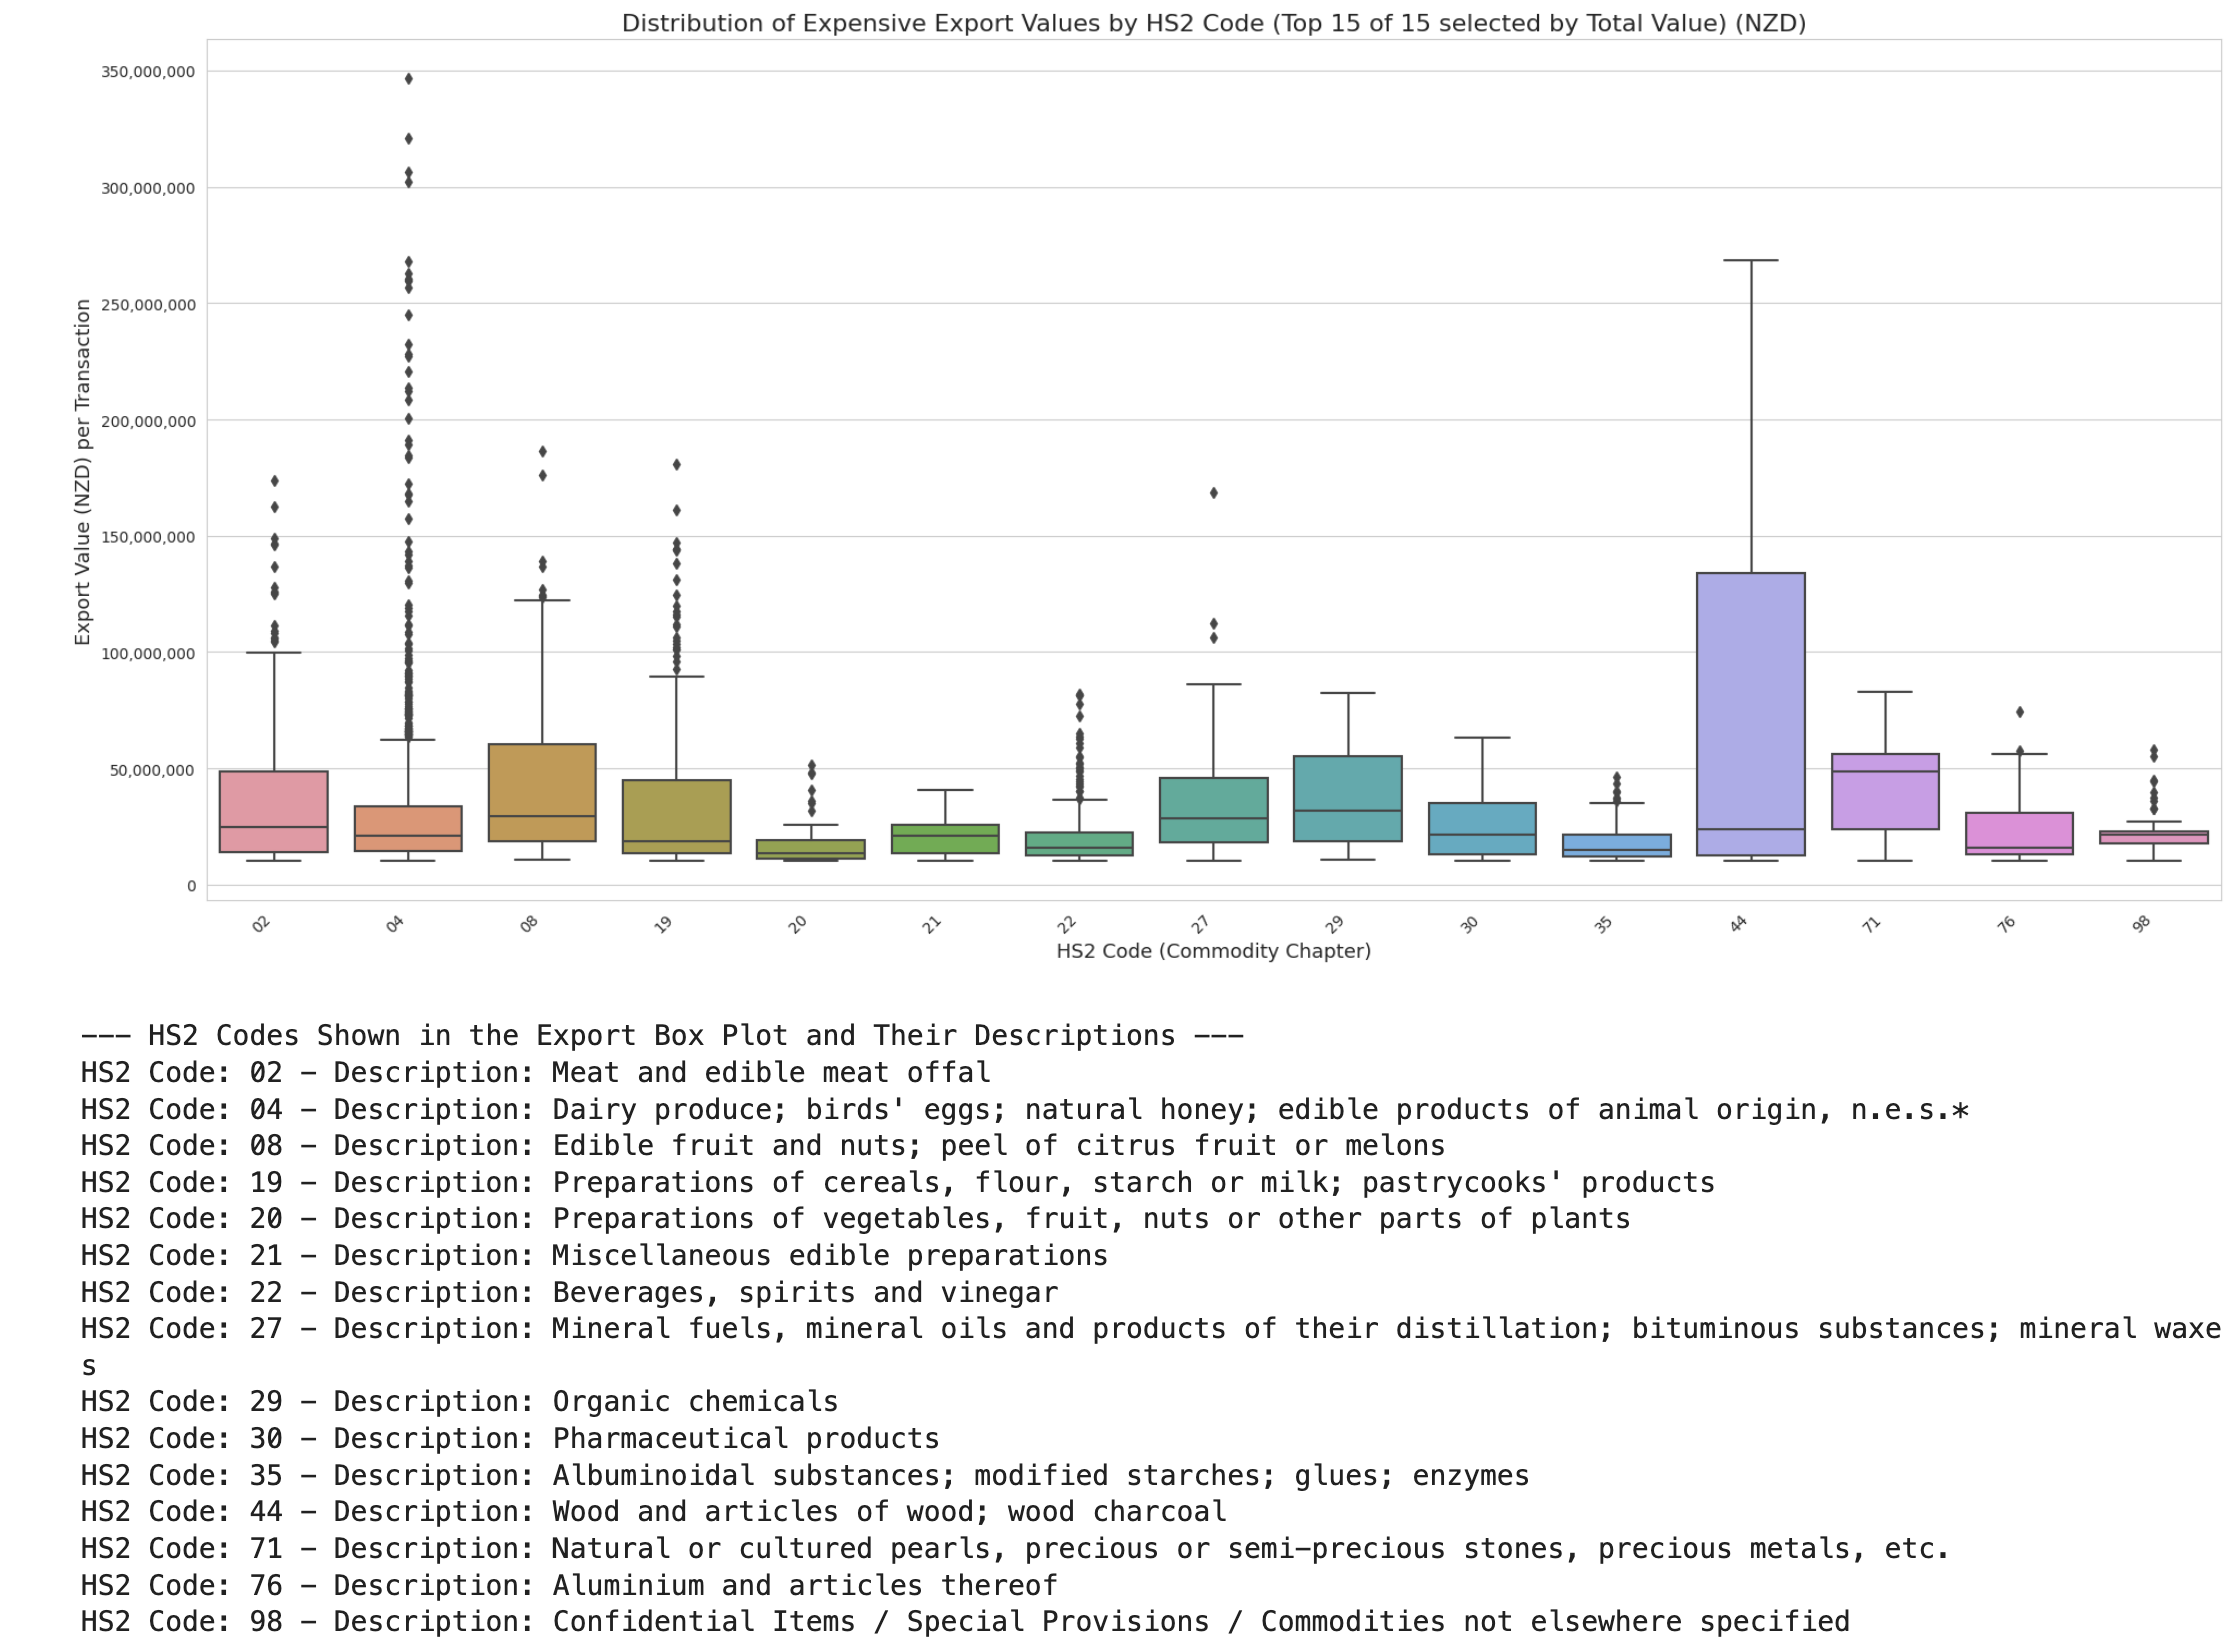 Distribution of Expensive Export Values by HS2 Code (Top 15 of 15 selected by Total Value) (NZD)
Export Value (NZD) per Transaction
350,000,000
300,000,000
250,000,000
200,000,000
150,000,000
100,000,000
50,000,000
0
02 04 08 19 20 21 22 27 29 30 35 44 71 76 98
HS2 Code (Commodity Chapter)
--- HS2 Codes Shown in the Export Box Plot and Their Descriptions ---
HS2 Code: 02 - Description: Meat and edible meat offal
HS2 Code: 04 - Description: Dairy produce; birds' eggs; natural honey; edible products of animal origin, n.e.s.*
HS2 Code: 08 - Description: Edible fruit and nuts; peel of citrus fruit or melons
HS2 Code: 19 - Description: Preparations of cereals, flour, starch or milk; pastrycooks' products
HS2 Code: 20 - Description: Preparations of vegetables, fruit, nuts or other parts of plants
HS2 Code: 21 - Description: Miscellaneous edible preparations
HS2 Code: 22 - Description: Beverages, spirits and vinegar
HS2 Code: 27 - Description: Mineral fuels, mineral oils and products of their distillation; bituminous substances; mineral waxe
s
HS2 Code: 29 - Description: Organic chemicals
HS2 Code: 30 - Description: Pharmaceutical products
HS2 Code: 35 - Description: Albuminoidal substances; modified starches; glues; enzymes
HS2 Code: 44 - Description: Wood and articles of wood; wood charcoal
HS2 Code: 71 - Description: Natural or cultured pearls, precious or semi-precious stones, precious metals, etc.
HS2 Code: 76 - Description: Aluminium and articles thereof
HS2 Code: 98 - Description: Confidential Items / Special Provisions / Commodities not elsewhere specified